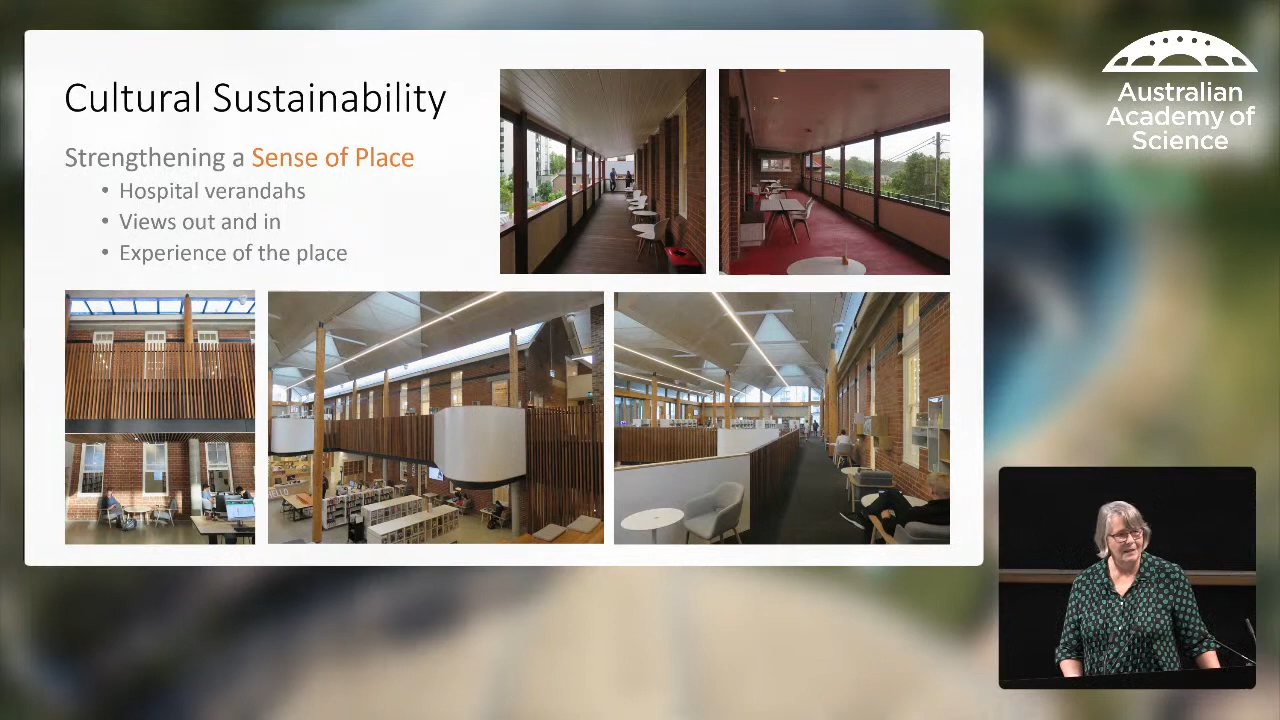 Cultural Sustainability
Strengthening a Sense of Place
• Hospital verandahs
• Views out and in
• Experience of the place
Australian
Academy of
Science
HELLO